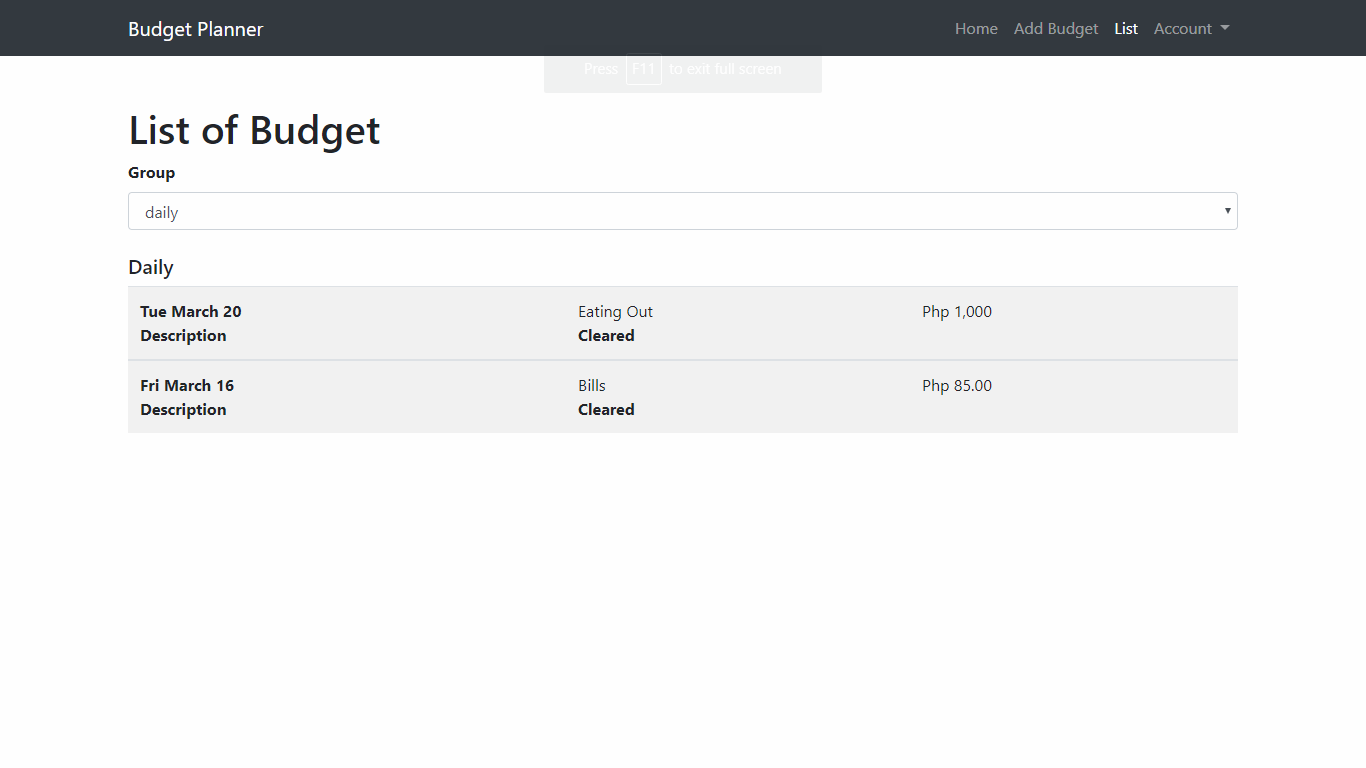 Budget Planner Home Add Budget List Account
Press F11 to exit full screen
List of Budget
Group
daily
Daily
Tue March 20 Eating Out Php 1,000
Description Cleared
Fri March 16 Bills Php 85.00
Description Cleared